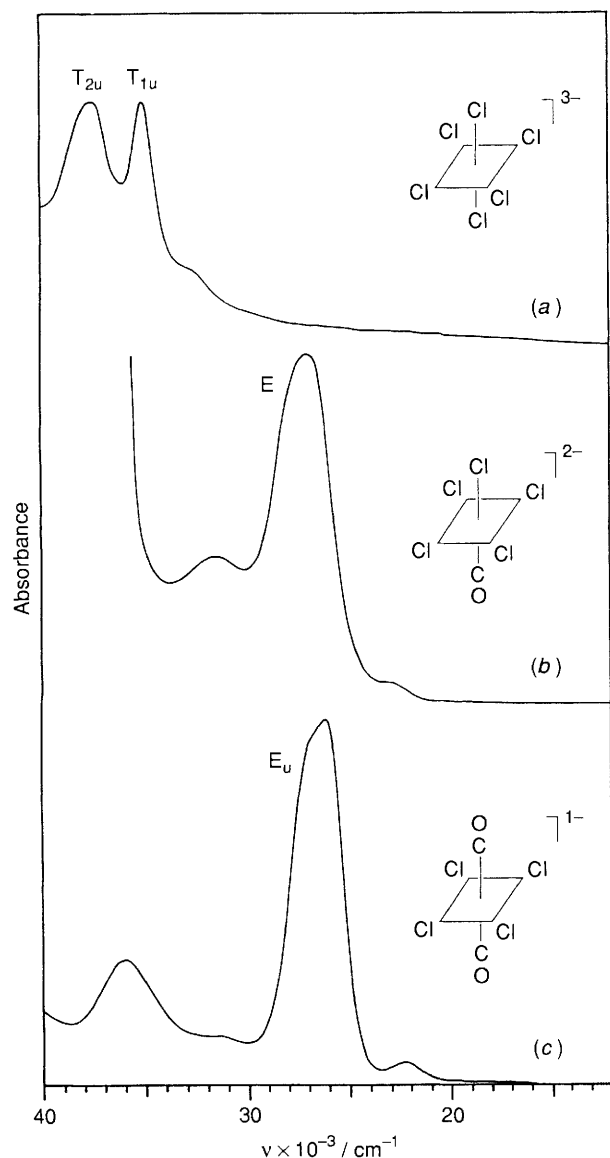 T2u T1u
Cl
Cl Cl
Cl Cl
Cl
3–
(a)
E
Cl
Cl Cl
Cl Cl
C
O
2–
(b)
Absorbance
Eu
O
C
Cl Cl
Cl Cl
C
O
1–
(c)
40 30 20
ν × 10⁻³ / cm⁻¹